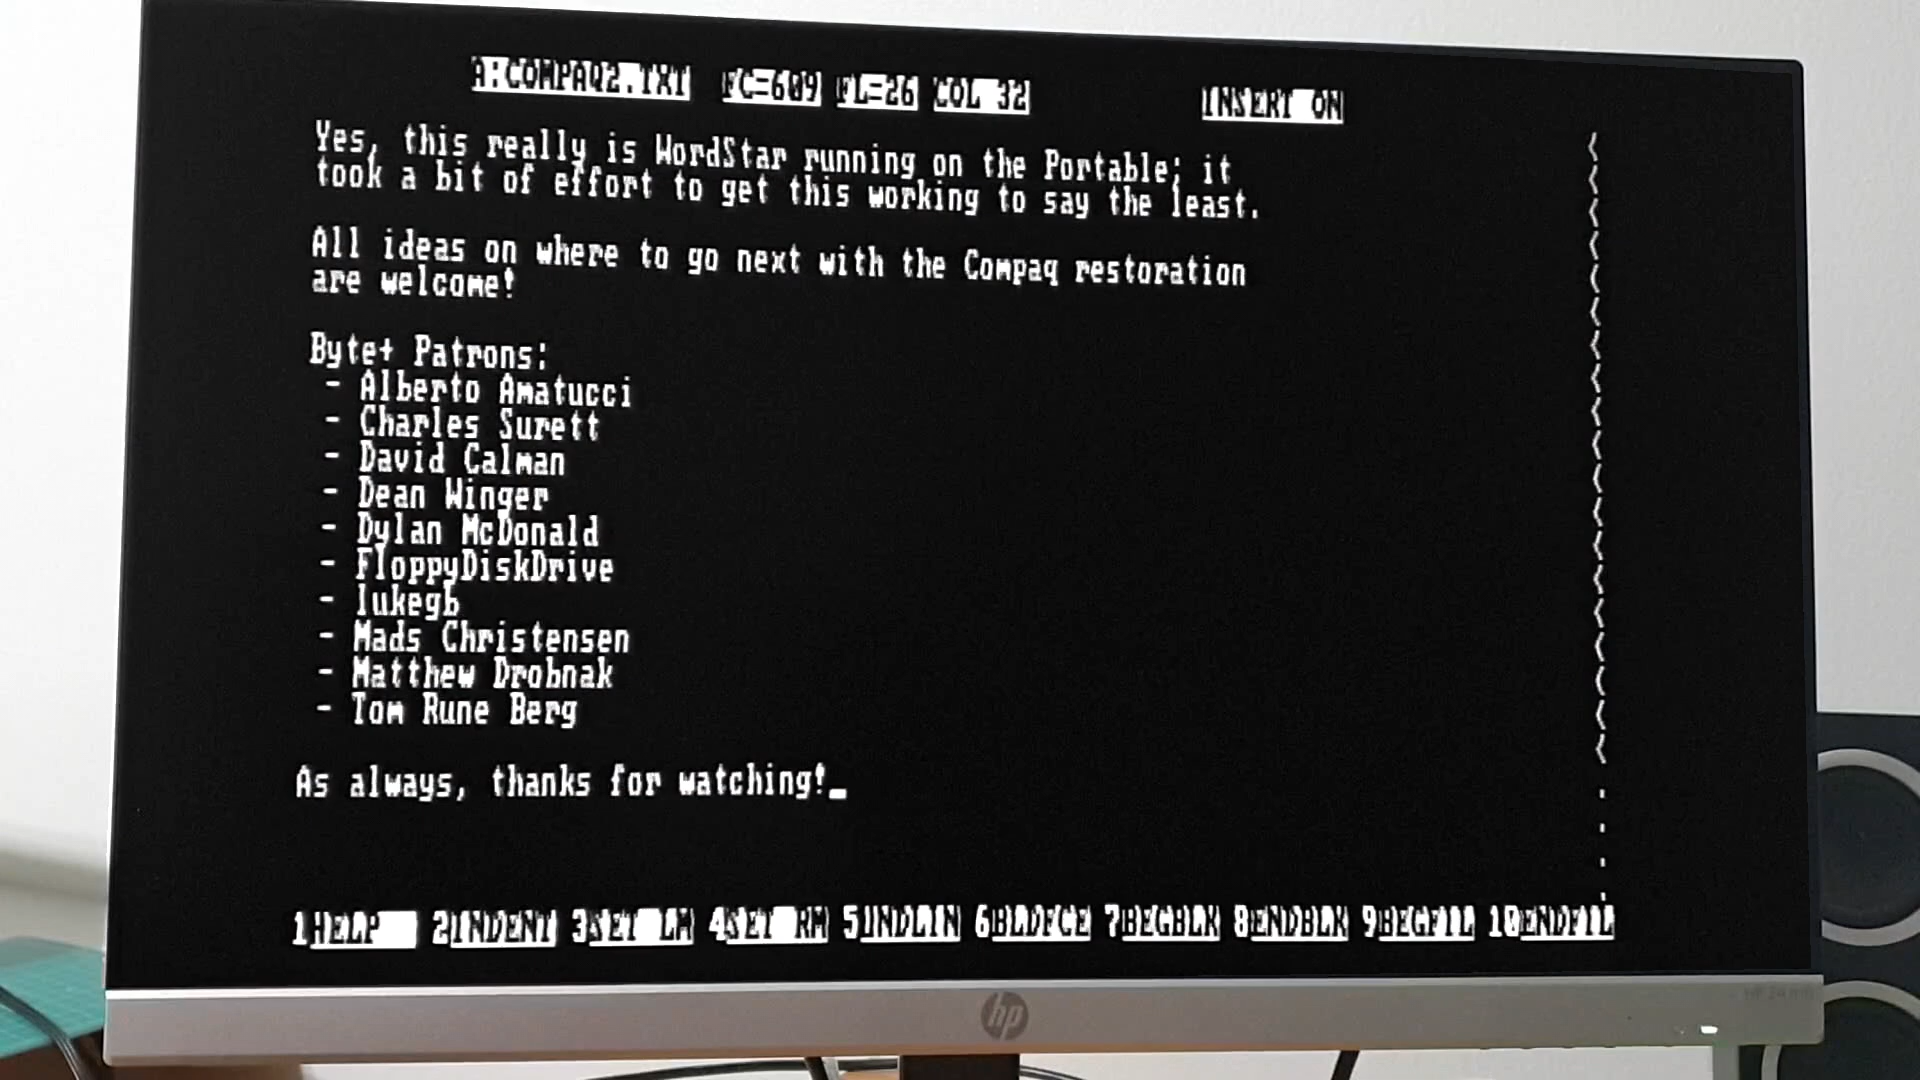 A:COMPAQ2.TXT FC=609 FL=26 COL 32 INSERT ON
Yes, this really is WordStar running on the Portable; it
took a bit of effort to get this working to say the least.
All ideas on where to go next with the Compaq restoration
are welcome!
Byte+ Patrons:
- Alberto Amatucci
- Charles Surett
- David Calman
- Dean Winger
- Dylan McDonald
- FloppyDiskDrive
- lukegb
- Mads Christensen
- Matthew Drobnak
- Tom Rune Berg
As always, thanks for watching!
1HELP 2INDENT 3SET LM 4SET RM 5UNDLIN 6BLDFCE 7BEGBLK 8ENDBLK 9BEGFIL 10ENDFIL
hp